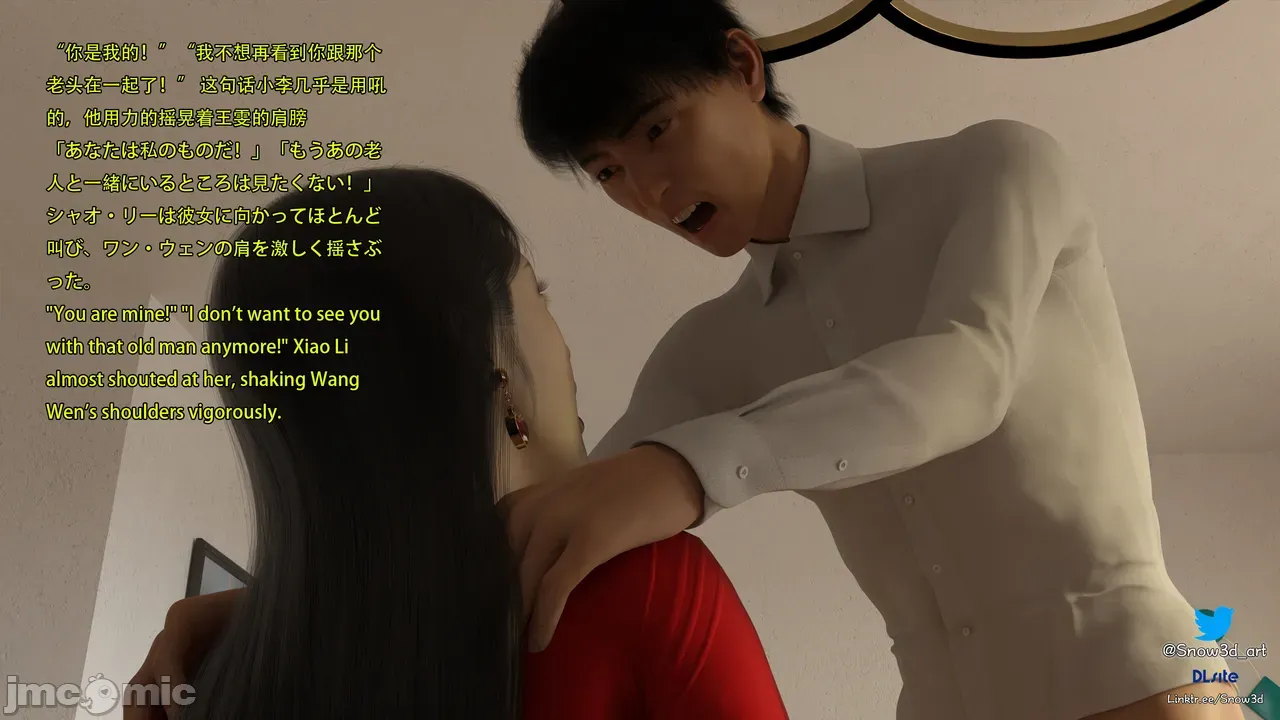 “你是我的！”“我不想再看到你跟那个
老头在一起了！” 这句话小李几乎是用吼
的，他用力的摇晃着王雯的肩膀
「あなたは私のものだ！」「もうあの老
人と一緒にいるところは見たくない！」
シャオ・リーは彼女に向かってほとんど
叫び、ワン・ウェンの肩を激しく揺さぶ
った。
"You are mine!" "I don’t want to see you
with that old man anymore!" Xiao Li
almost shouted at her, shaking Wang
Wen’s shoulders vigorously.
@Snow3d_art
DLsite
Linktr.ee/Snow3d
jmcomic